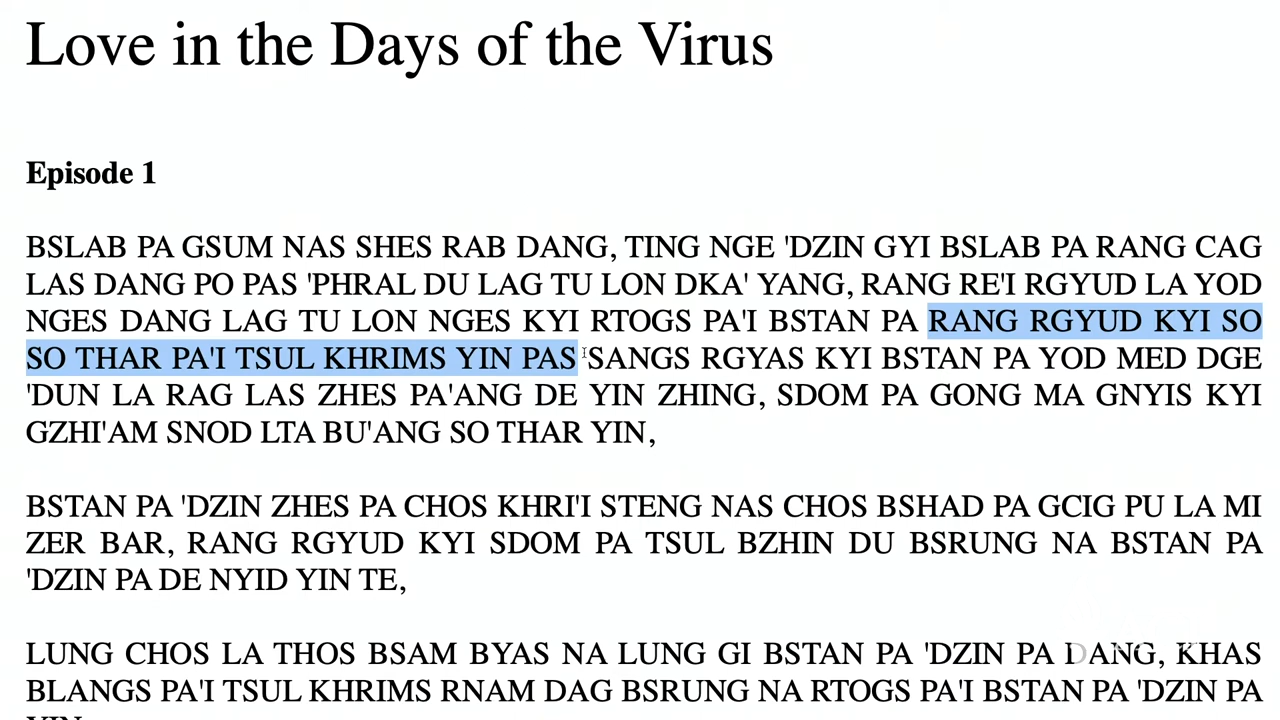 Love in the Days of the Virus
Episode 1
BSLAB PA GSUM NAS SHES RAB DANG, TING NGE 'DZIN GYI BSLAB PA RANG CAG
LAS DANG PO PAS 'PHRAL DU LAG TU LON DKA' YANG, RANG RE'I RGYUD LA YOD
NGES DANG LAG TU LON NGES KYI RTOGS PA'I BSTAN PA RANG RGYUD KYI SO
SO THAR PA'I TSUL KHRIMS YIN PAS SANGS RGYAS KYI BSTAN PA YOD MED DGE
'DUN LA RAG LAS ZHES PA'ANG DE YIN ZHING, SDOM PA GONG MA GNYIS KYI
GZHI'AM SNOD LTA BU'ANG SO THAR YIN,
BSTAN PA 'DZIN ZHES PA CHOS KHRI'I STENG NAS CHOS BSHAD PA GCIG PU LA MI
ZER BAR, RANG RGYUD KYI SDOM PA TSUL BZHIN DU BSRUNG NA BSTAN PA
'DZIN PA DE NYID YIN TE,
LUNG CHOS LA THOS BSAM BYAS NA LUNG GI BSTAN PA 'DZIN PA DANG, KHAS
BLANGS PA'I TSUL KHRIMS RNAM DAG BSRUNG NA RTOGS PA'I BSTAN PA 'DZIN PA